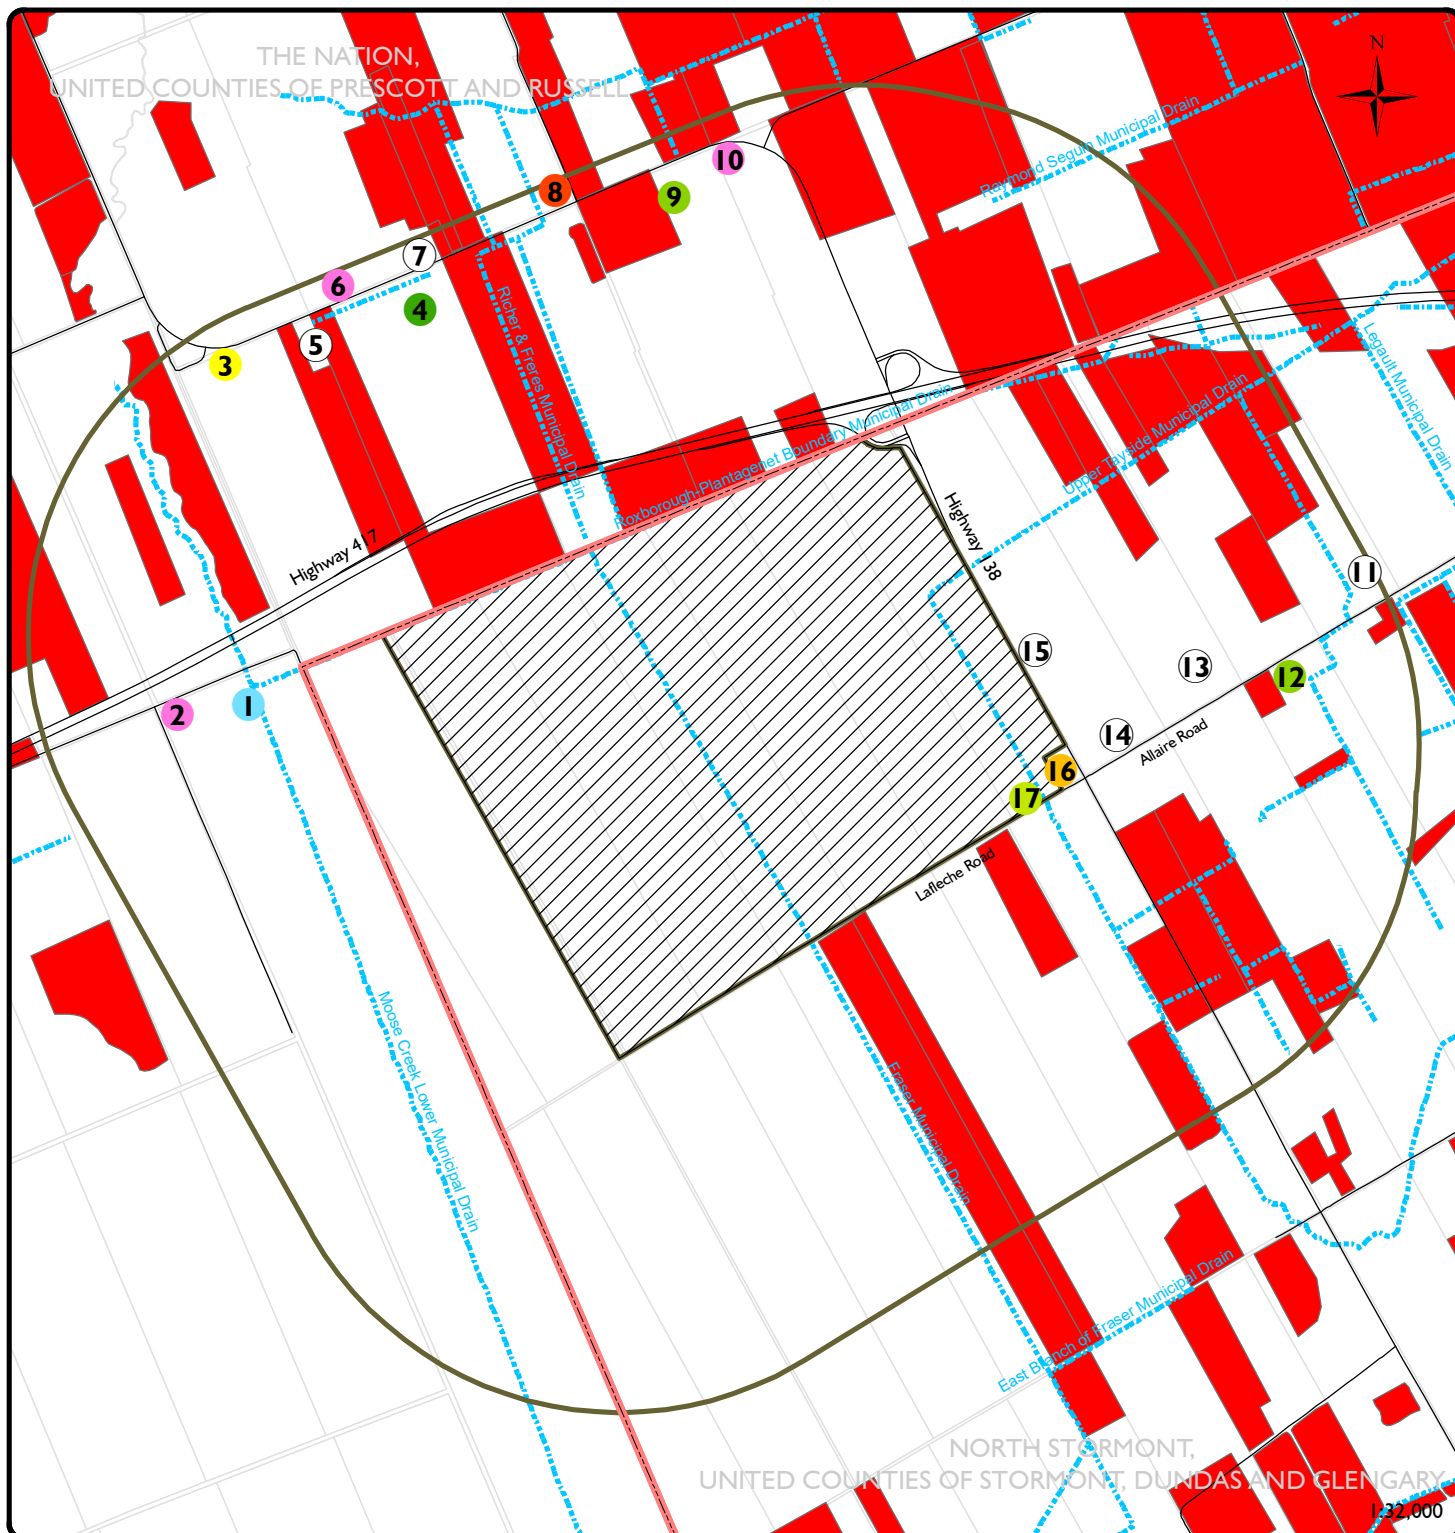 THE NATION,
UNITED COUNTIES OF PRESCOTT AND RUSSELL
N
Raymond Seguin Municipal Drain
10
9
8
7
6
4
5
3
Richer & Freres Municipal Drain
Legault Municipal Drain
Upper Tayside Municipal Drain
Roxborough-Plantagenet Boundary Municipal Drain
Highway 417
Highway 138
11
15
13
12
1
2
14
Allaire Road
16
17
Lafleche Road
Moose Creek Lower Municipal Drain
Fraser Municipal Drain
East Branch of Fraser Municipal Drain
NORTH STORMONT,
UNITED COUNTIES OF STORMONT, DUNDAS AND GLENGARY
1:32,000